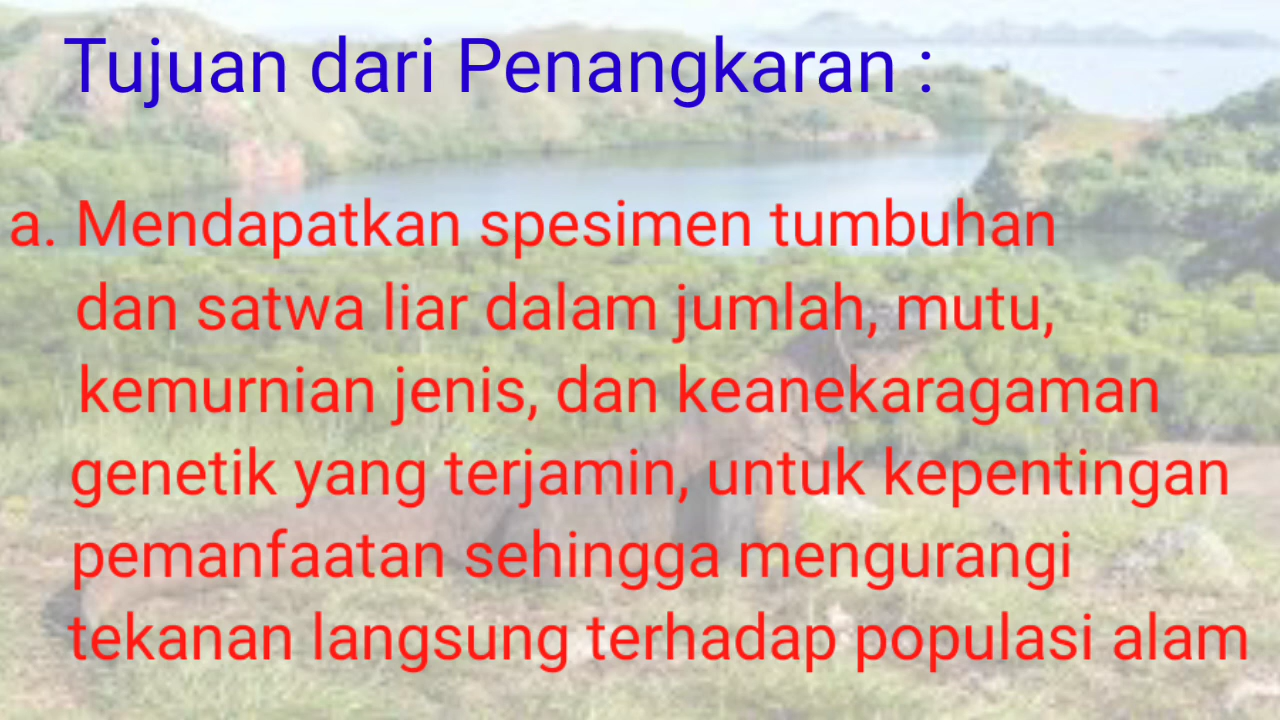 Tujuan dari Penangkaran :
a. Mendapatkan spesimen tumbuhan
dan satwa liar dalam jumlah, mutu,
kemurnian jenis, dan keanekaragaman
genetik yang terjamin, untuk kepentingan
pemanfaatan sehingga mengurangi
tekanan langsung terhadap populasi alam